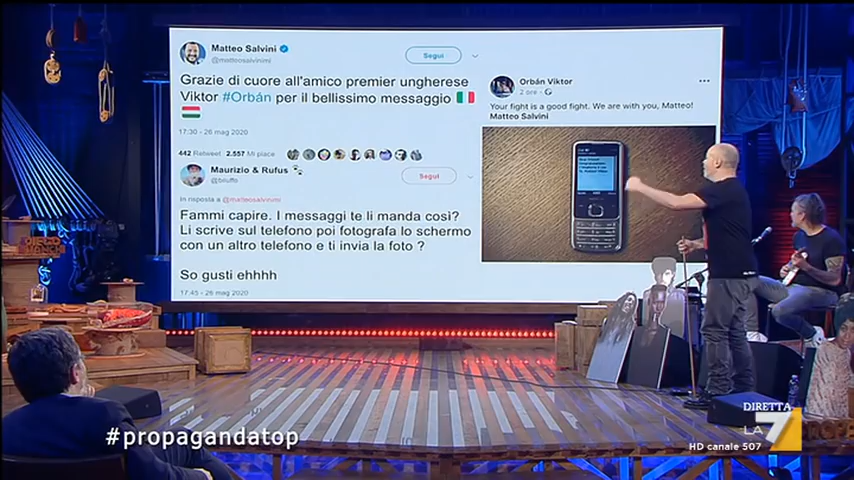 Matteo Salvini
@matteosalvinimi
Segui
Grazie di cuore all'amico premier ungherese
Viktor #Orbán per il bellissimo messaggio
17:30 - 26 mag 2020
442 Retweet 2.557 Mi piace
Maurizio & Rufus
@biluffo
Segui
In risposta a @matteosalvinimi
Fammi capire. I messaggi te li manda così?
Li scrive sul telefono poi fotografa lo schermo
con un altro telefono e ti invia la foto ?
So gusti ehhhh
17:45 - 26 mag 2020
Orbán Viktor
2 ore
Your fight is a good fight. We are with you, Matteo!
Matteo Salvini
DIEGO
#propagandatop
DIRETTA
LA 7
HD canale 507